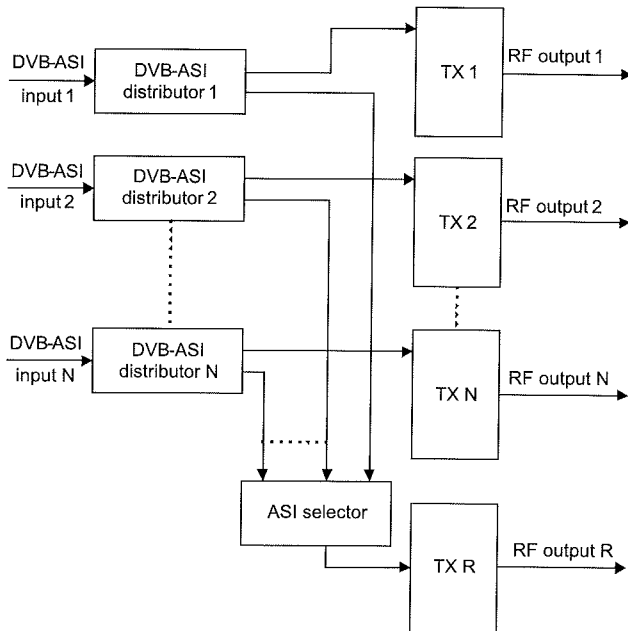 DVB-ASI
input 1
DVB-ASI
distributor 1
TX 1
RF output 1
DVB-ASI
input 2
DVB-ASI
distributor 2
TX 2
RF output 2
DVB-ASI
input N
DVB-ASI
distributor N
TX N
RF output N
ASI selector
TX R
RF output R